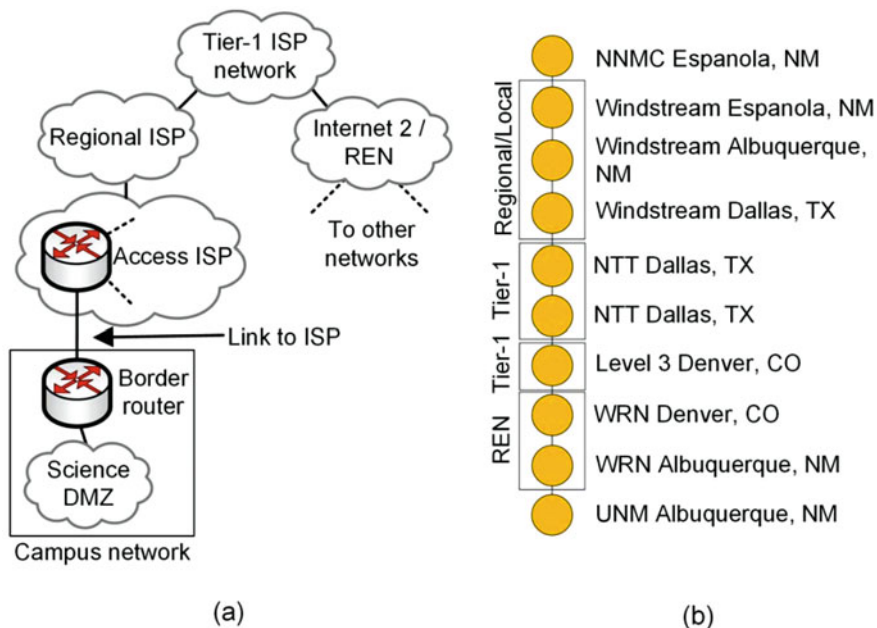 Tier-1 ISP
network
Regional ISP
Internet 2 /
REN
To other
networks
Access ISP
Link to ISP
Border
router
Science
DMZ
Campus network
(a)
NNMC Espanola, NM
Regional/Local
Windstream Espanola, NM
Windstream Albuquerque,
NM
Windstream Dallas, TX
Tier-1
NTT Dallas, TX
NTT Dallas, TX
Tier-1
Level 3 Denver, CO
REN
WRN Denver, CO
WRN Albuquerque, NM
UNM Albuquerque, NM
(b)